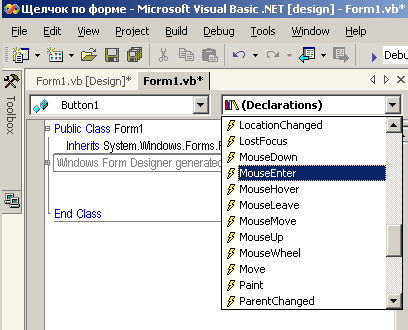 Щелчок по форме - Microsoft Visual Basic .NET [design] - Form1.vb*
File Edit View Project Build Debug Tools Window Help
Debu
Toolbox
Form1.vb [Design]* Form1.vb*
Button1 (Declarations)
Public Class Form1
Inherits System.Windows.Forms.F
Windows Form Designer generated
End Class
LocationChanged
LostFocus
MouseDown
MouseEnter
MouseHover
MouseLeave
MouseMove
MouseUp
MouseWheel
Move
Paint
ParentChanged